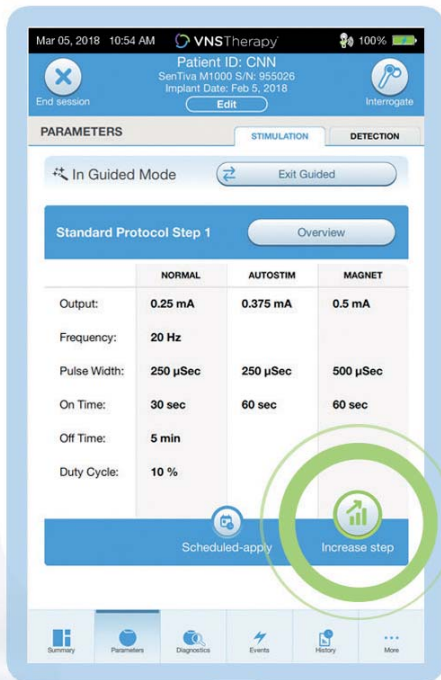 Mar 05, 2018 10:54 AM VNSTherapy 100%
Patient ID: CNN
SenTiva M1000 S/N: 955026
Implant Date: Feb 5, 2018
End session Edit Interrogate
PARAMETERS STIMULATION DETECTION
In Guided Mode Exit Guided
Standard Protocol Step 1 Overview
NORMAL AUTOSTIM MAGNET
Output: 0.25 mA 0.375 mA 0.5 mA
Frequency: 20 Hz
Pulse Width: 250 µSec 250 µSec 500 µSec
On Time: 30 sec 60 sec 60 sec
Off Time: 5 min
Duty Cycle: 10 %
Scheduled-apply Increase step
Summary Parameters Diagnostics Events History More